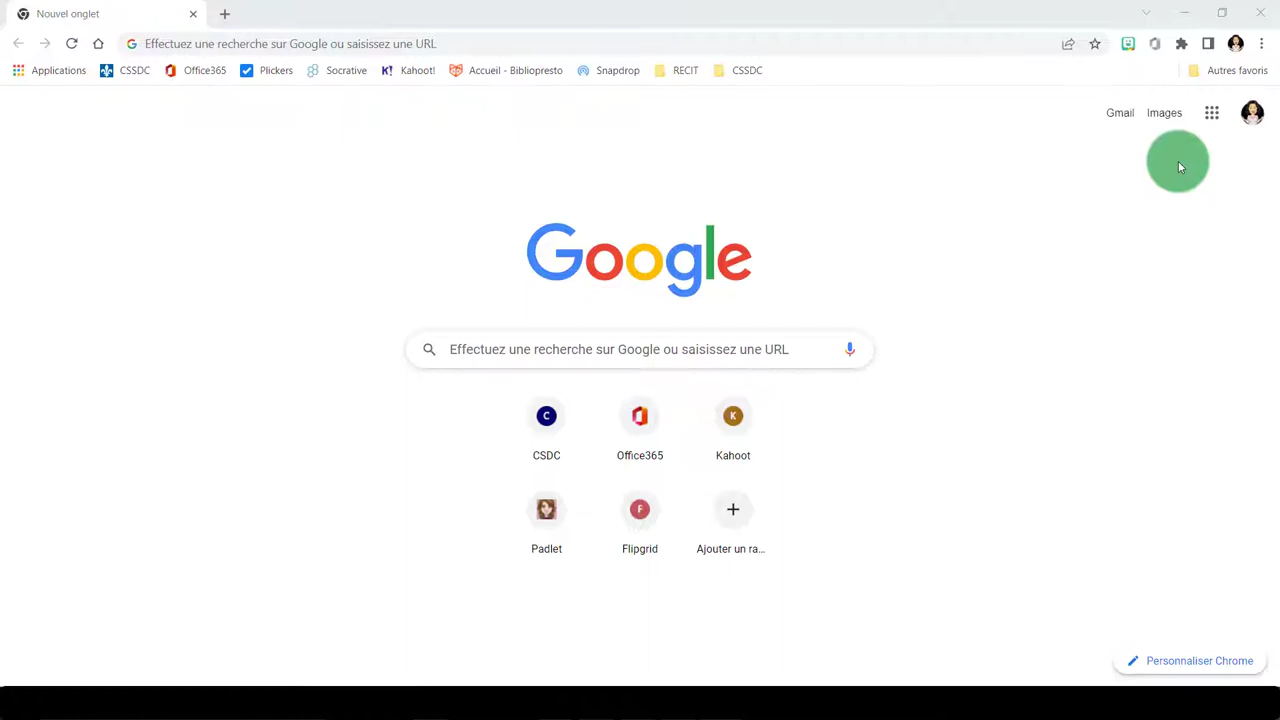 Nouvel onglet
Effectuez une recherche sur Google ou saisissez une URL
Applications CSSDC Office365 Plickers Socrative K! Kahoot! Accueil - Bibliopresto Snapdrop RECIT CSSDC Autres favoris
Gmail Images
Google
Effectuez une recherche sur Google ou saisissez une URL
C K
CSDC Office365 Kahoot
F
Padlet Flipgrid Ajouter un ra...
Personnaliser Chrome